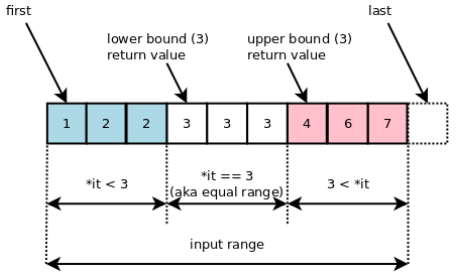 first
last
lower bound (3)
return value
upper bound (3)
return value
1 2 2 3 3 3 4 6 7
*it < 3
*it == 3
(aka equal range)
3 < *it
input range